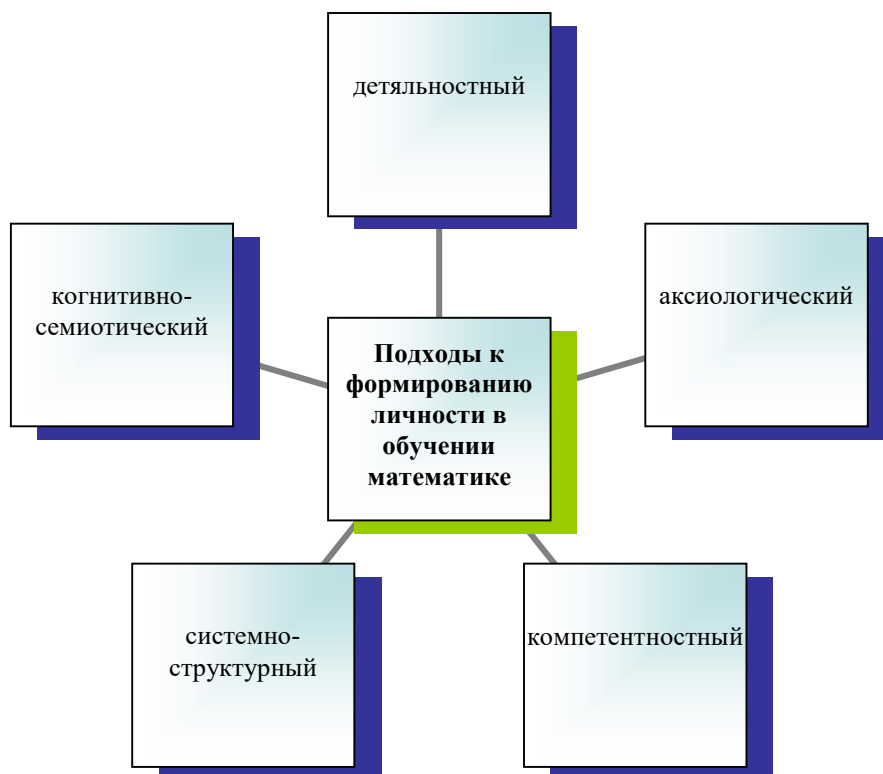 детяльностный
когнитивно-
семиотический
аксиологический
Подходы к
формированию
личности в
обучении
математике
системно-
структурный
компетентностный